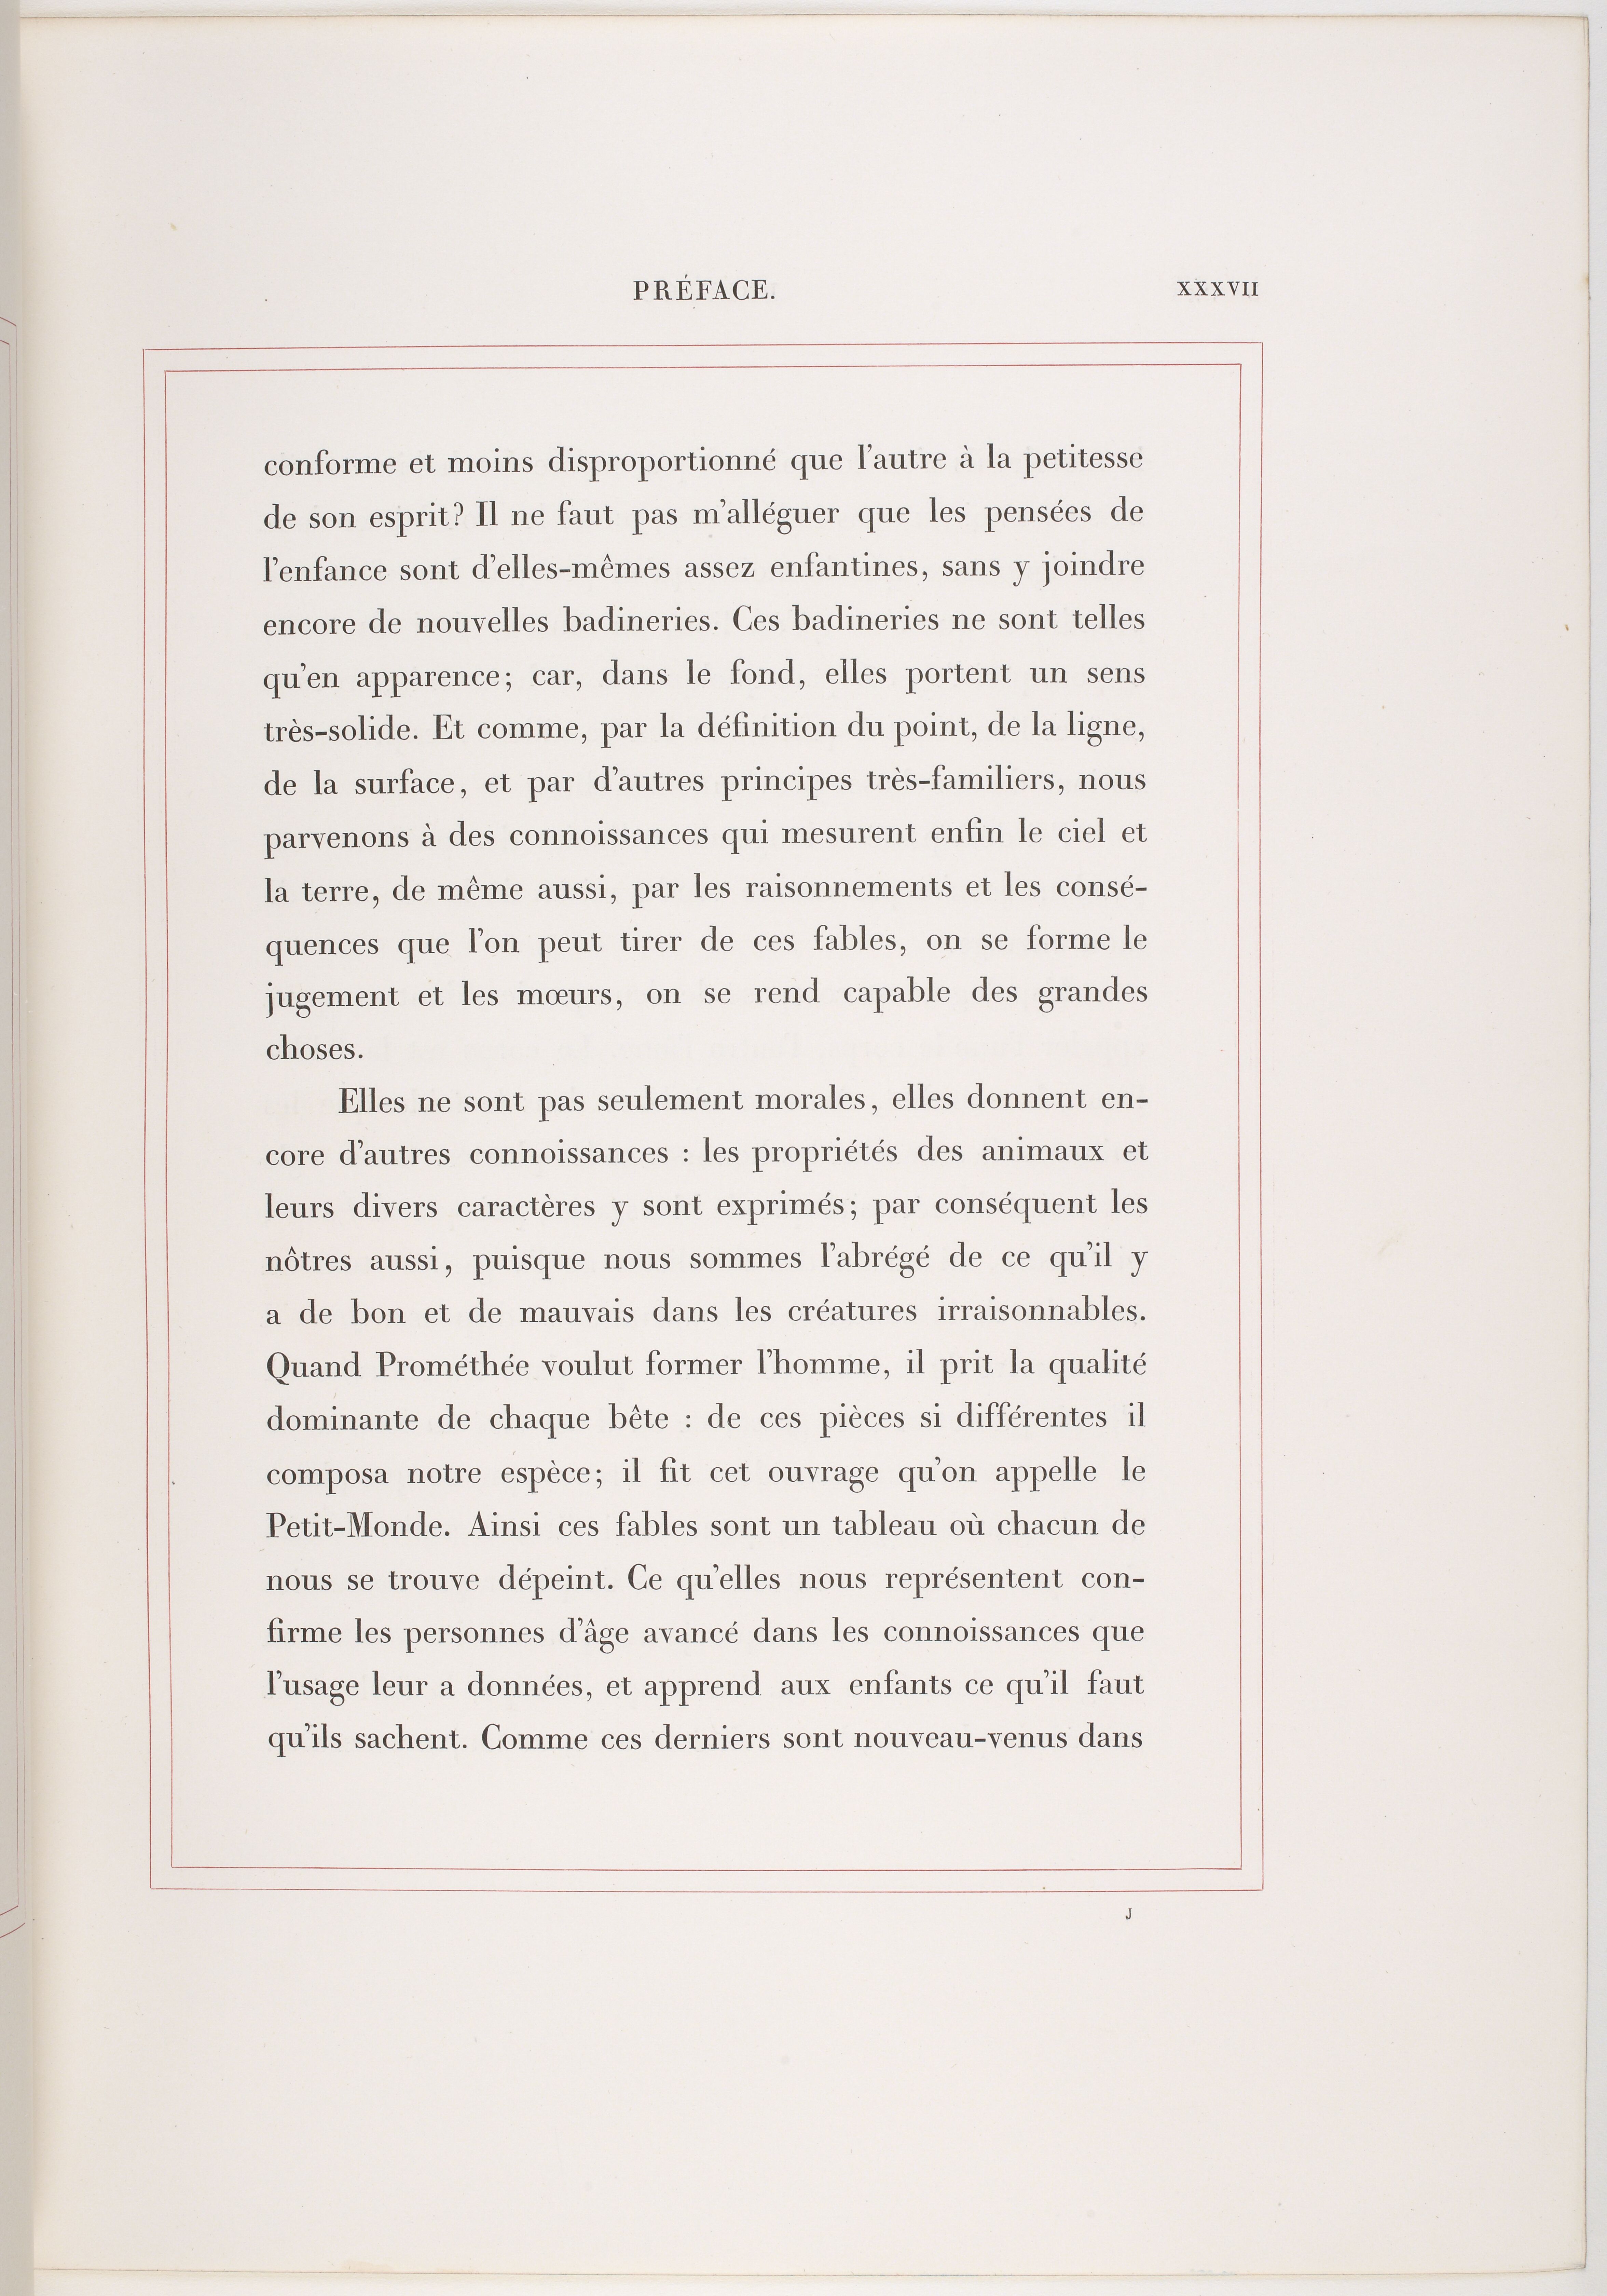 PRÉFACE. XXXVII
conforme et moins disproportionné que l'autre à la petitesse
de son esprit? Il ne faut pas m'alléguer que les pensées de
l'enfance sont d'elles-mêmes assez enfantines, sans y joindre
encore de nouvelles badineries. Ces badineries ne sont telles
qu'en apparence; car, dans le fond, elles portent un sens
très-solide. Et comme, par la définition du point, de la ligne,
de la surface, et par d'autres principes très-familiers, nous
parvenons à des connoissances qui mesurent enfin le ciel et
la terre, de même aussi, par les raisonnements et les consé-
quences que l'on peut tirer de ces fables, on se forme le
jugement et les mœurs, on se rend capable des grandes
choses.
Elles ne sont pas seulement morales, elles donnent en-
core d'autres connoissances : les propriétés des animaux et
leurs divers caractères y sont exprimés; par conséquent les
nôtres aussi, puisque nous sommes l'abrégé de ce qu'il y
a de bon et de mauvais dans les créatures irraisonnables.
Quand Prométhée voulut former l'homme, il prit la qualité
dominante de chaque bête : de ces pièces si différentes il
composa notre espèce; il fit cet ouvrage qu'on appelle le
Petit-Monde. Ainsi ces fables sont un tableau où chacun de
nous se trouve dépeint. Ce qu'elles nous représentent con-
firme les personnes d'âge avancé dans les connoissances que
l'usage leur a données, et apprend aux enfants ce qu'il faut
qu'ils sachent. Comme ces derniers sont nouveau-venus dans
J